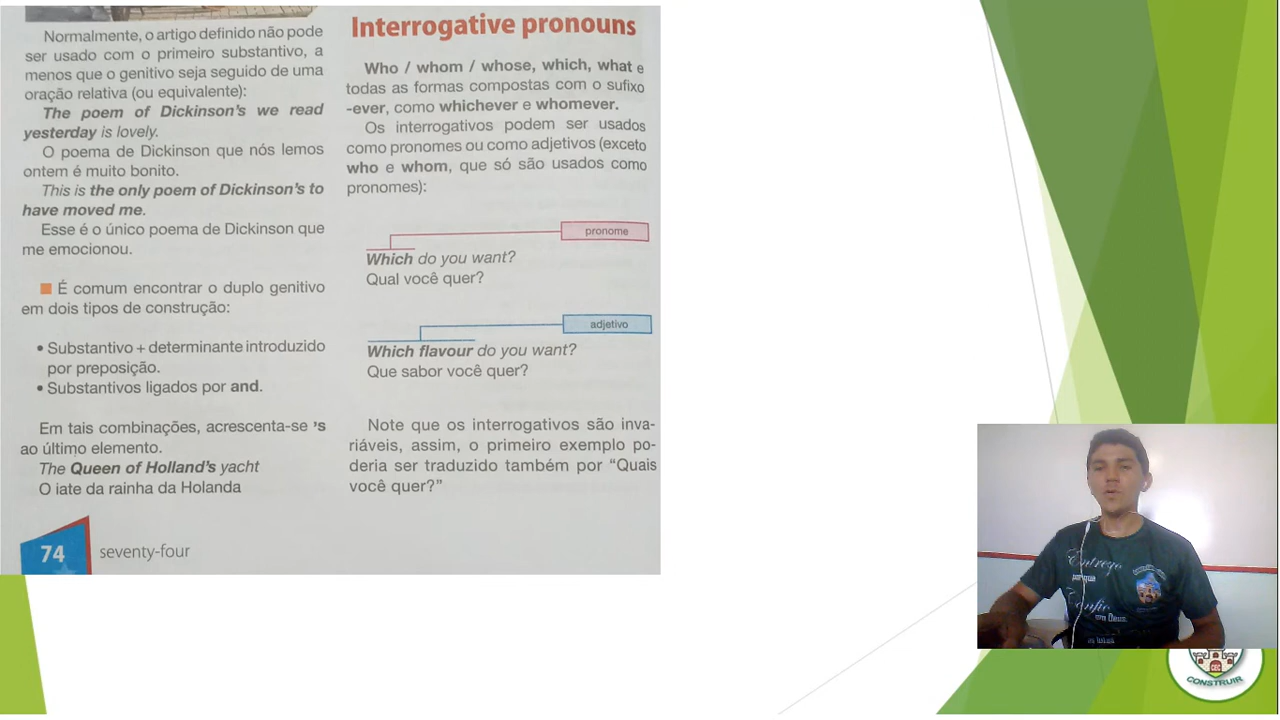 Normalmente, o artigo definido não pode
ser usado com o primeiro substantivo, a
menos que o genitivo seja seguido de uma
oração relativa (ou equivalente):
The poem of Dickinson's we read
yesterday is lovely.
O poema de Dickinson que nós lemos
ontem é muito bonito.
This is the only poem of Dickinson's to
have moved me.
Esse é o único poema de Dickinson que
me emocionou.
É comum encontrar o duplo genitivo
em dois tipos de construção:
• Substantivo + determinante introduzido
por preposição.
• Substantivos ligados por and.
Em tais combinações, acrescenta-se 's
ao último elemento.
The Queen of Holland's yacht
O iate da rainha da Holanda
74 seventy-four
Interrogative pronouns
Who / whom / whose, which, what e
todas as formas compostas com o sufixo
-ever, como whichever e whomever.
Os interrogativos podem ser usados
como pronomes ou como adjetivos (exceto
who e whom, que só são usados como
pronomes):
pronome
Which do you want?
Qual você quer?
adjetivo
Which flavour do you want?
Que sabor você quer?
Note que os interrogativos são inva-
riáveis, assim, o primeiro exemplo po-
deria ser traduzido também por “Quais
você quer?”
Entrego
porque
Confio
em Deus.
CEC
CONSTRUIR